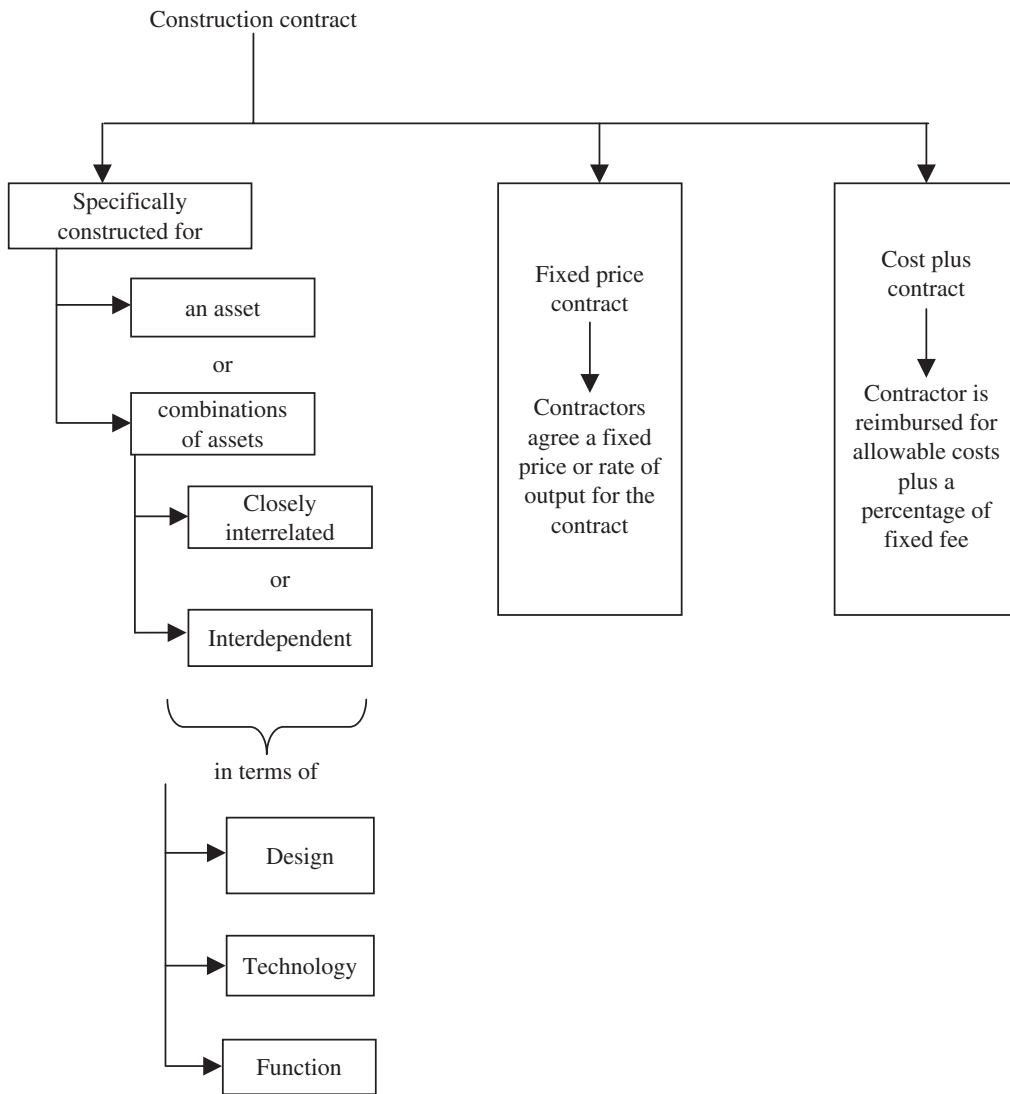 Construction contract
Specifically
constructed for
an asset
or
combinations
of assets
Closely
interrelated
or
Interdependent
in terms of
Design
Technology
Function
Fixed price
contract
Contractors
agree a fixed
price or rate of
output for the
contract
Cost plus
contract
Contractor is
reimbursed for
allowable costs
plus a
percentage of
fixed fee